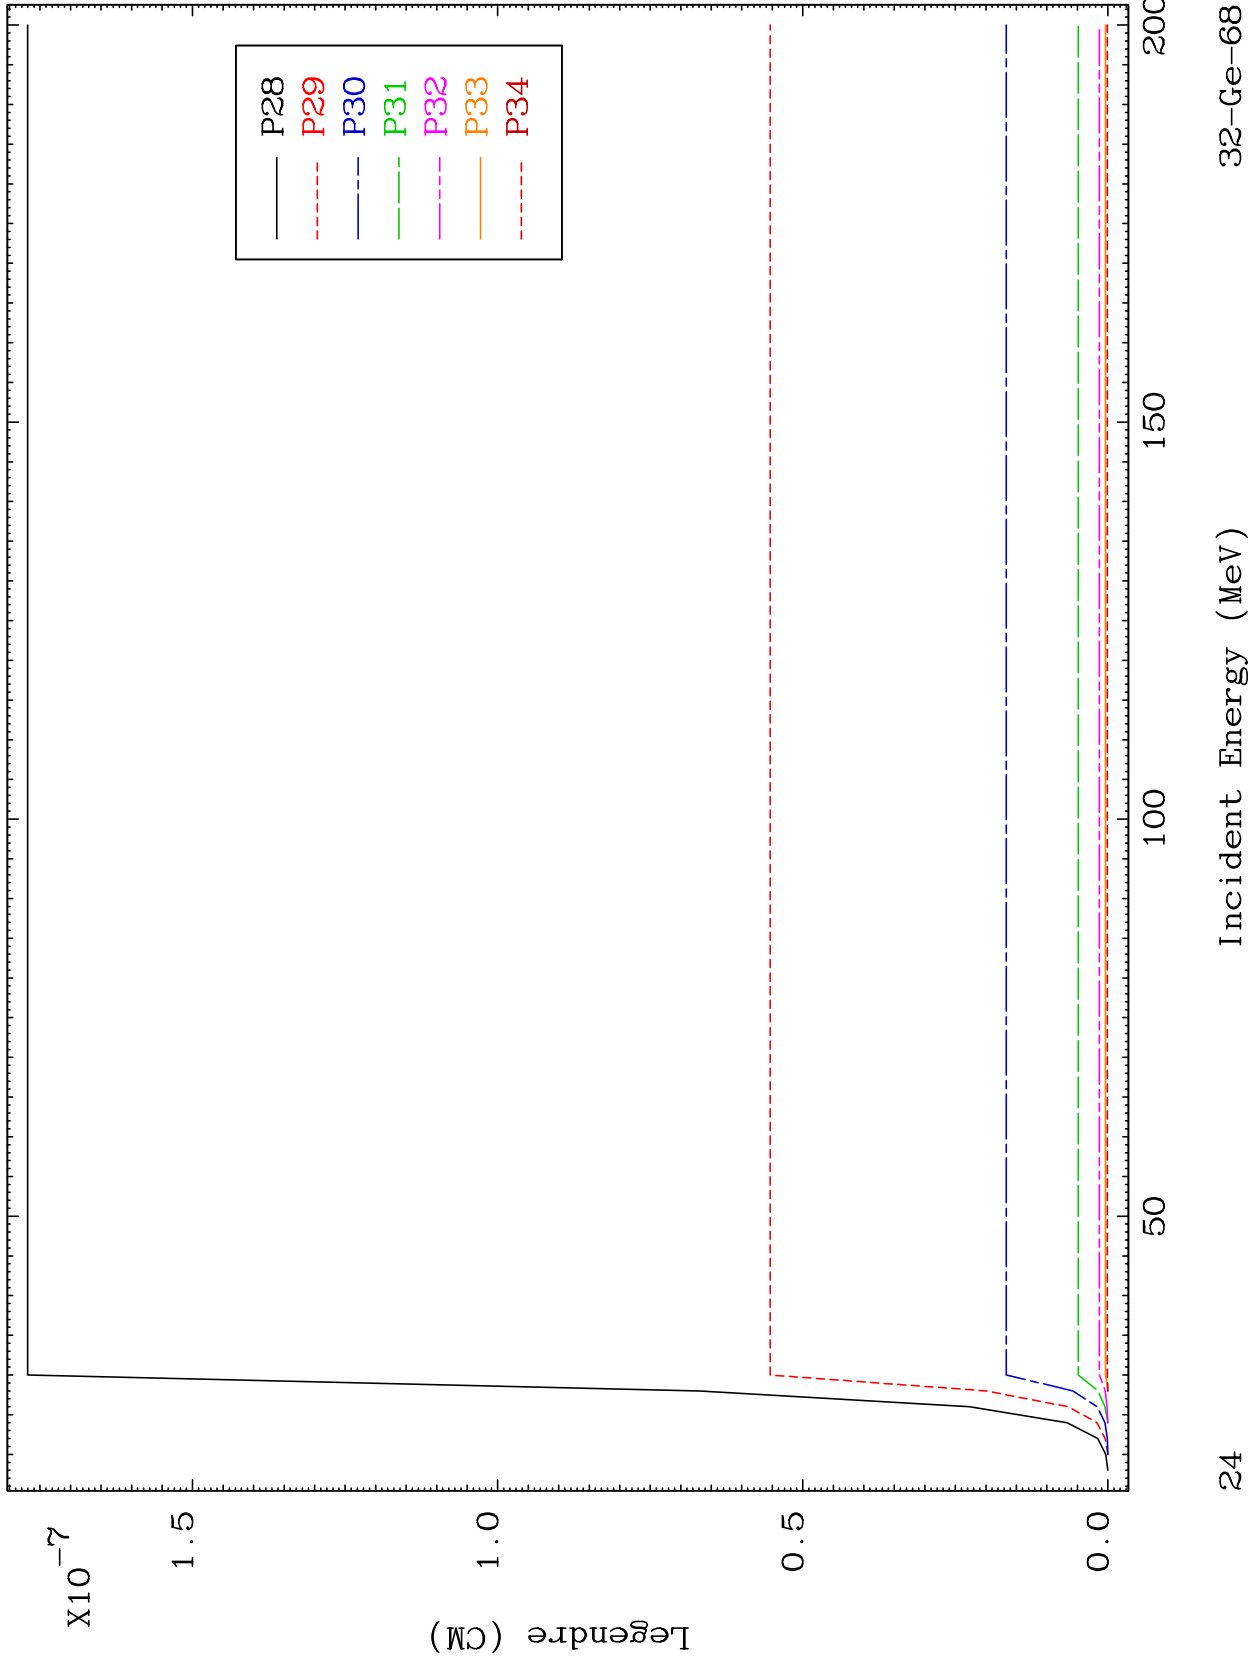 X10-7
1.5
1.0
0.5
0.0
Legendre (CM)
P28
P29
P30
P31
P32
P33
P34
50
100
150
200
Incident Energy (MeV)
24
32-Ge-68